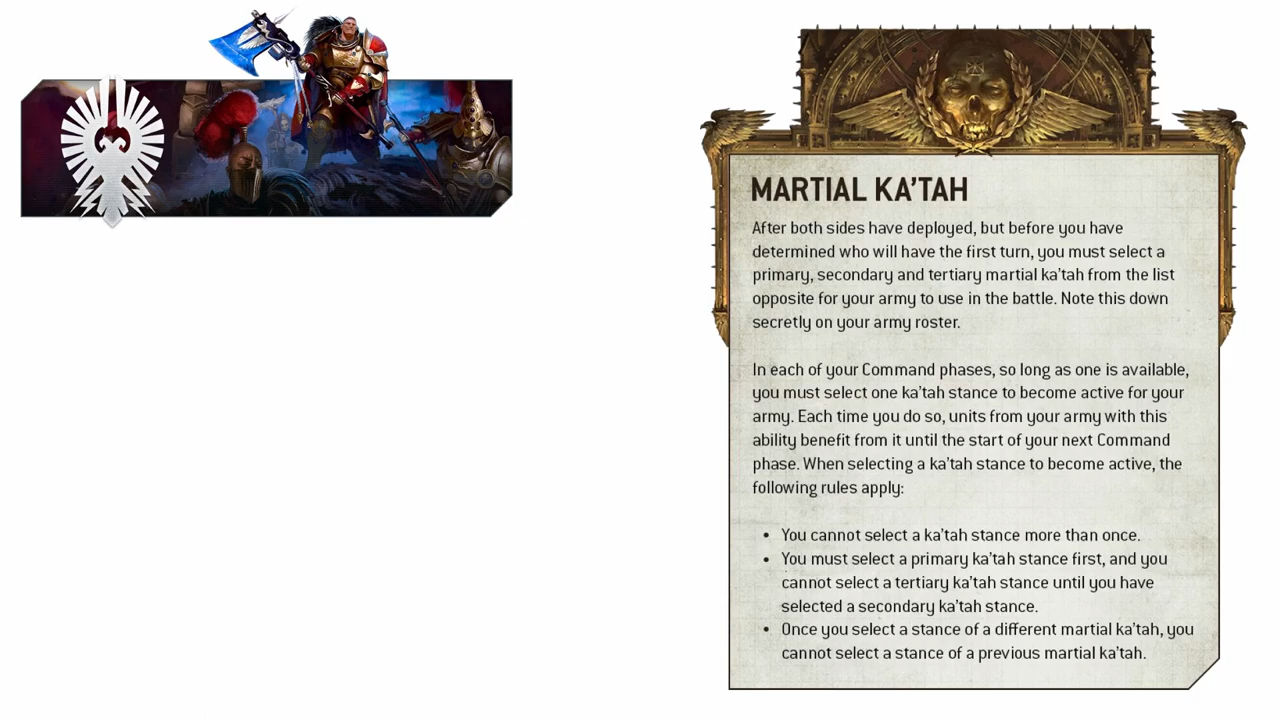 MARTIAL KA'TAH
After both sides have deployed, but before you have
determined who will have the first turn, you must select a
primary, secondary and tertiary martial ka'tah from the list
opposite for your army to use in the battle. Note this down
secretly on your army roster.
In each of your Command phases, so long as one is available,
you must select one ka'tah stance to become active for your
army. Each time you do so, units from your army with this
ability benefit from it until the start of your next Command
phase. When selecting a ka'tah stance to become active, the
following rules apply:
• You cannot select a ka'tah stance more than once.
• You must select a primary ka'tah stance first, and you
cannot select a tertiary ka'tah stance until you have
selected a secondary ka'tah stance.
• Once you select a stance of a different martial ka'tah, you
cannot select a stance of a previous martial ka'tah.